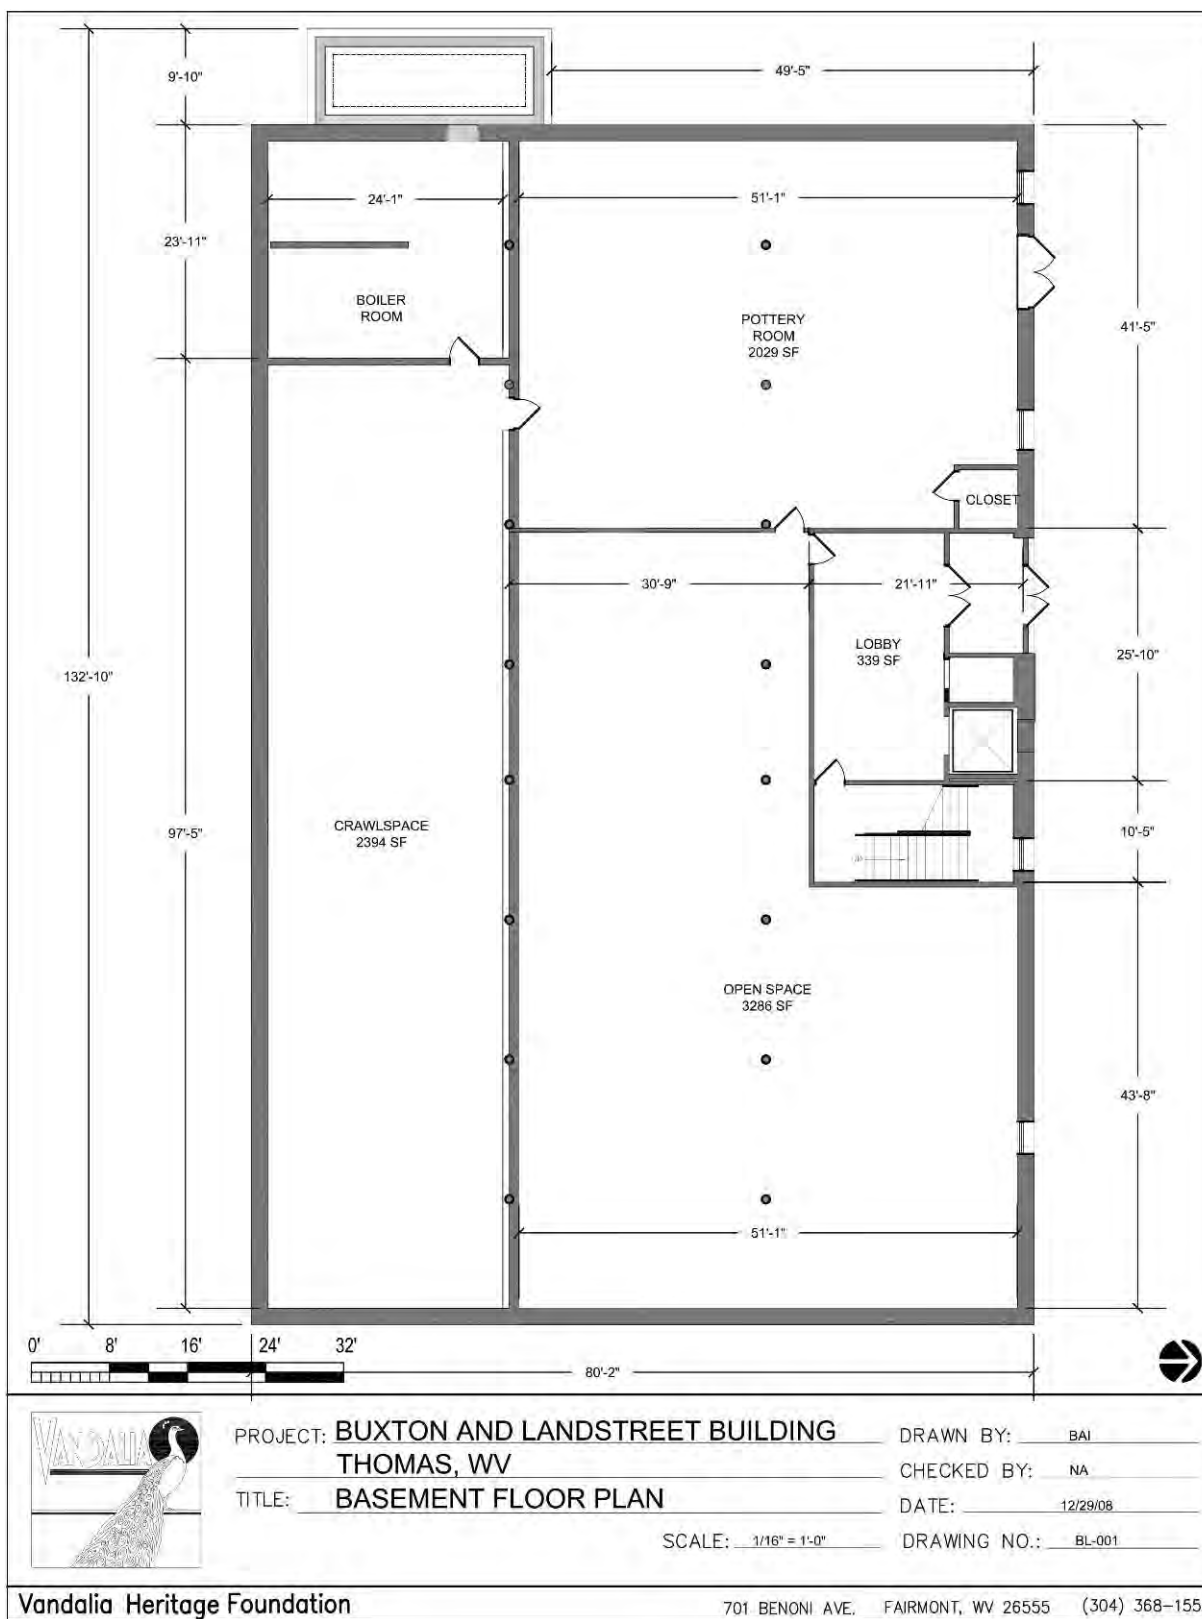 9'-10"
49'-5"
24'-1"
51'-1"
23'-11"
BOILER
ROOM
POTTERY
ROOM
2029 SF
41'-5"
CLOSET
30'-9"
21'-11"
LOBBY
339 SF
25'-10"
132'-10"
CRAWLSPACE
2394 SF
97'-5"
10'-5"
OPEN SPACE
3286 SF
43'-8"
51'-1"
0' 8' 16' 24' 32'
80'-2"
VANDALIA
PROJECT: BUXTON AND LANDSTREET BUILDING
THOMAS, WV
TITLE: BASEMENT FLOOR PLAN
SCALE: 1/16" = 1'-0"
DRAWN BY: BAI
CHECKED BY: NA
DATE: 12/29/08
DRAWING NO.: BL-001
Vandalia Heritage Foundation
701 BENONI AVE. FAIRMONT, WV 26555 (304) 368-155